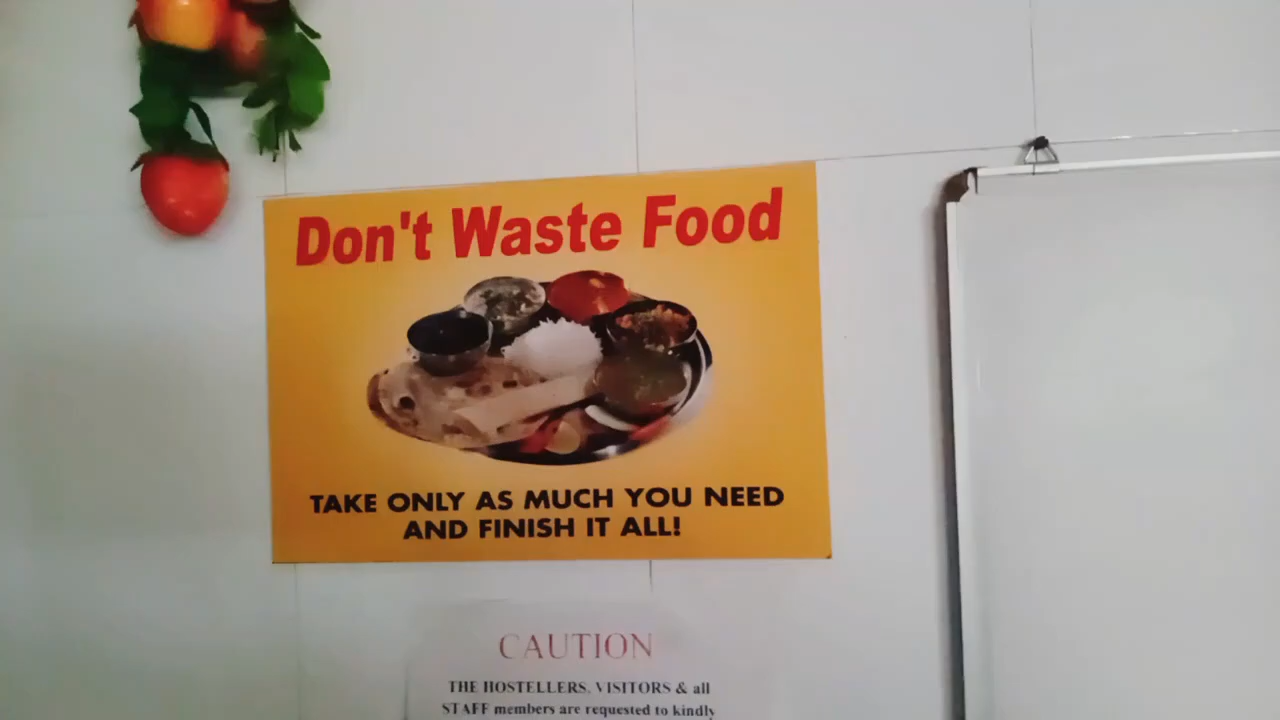 Don't Waste Food
TAKE ONLY AS MUCH YOU NEED
AND FINISH IT ALL!
CAUTION
THE HOSTELLERS, VISITORS & all
STAFF members are requested to kindly